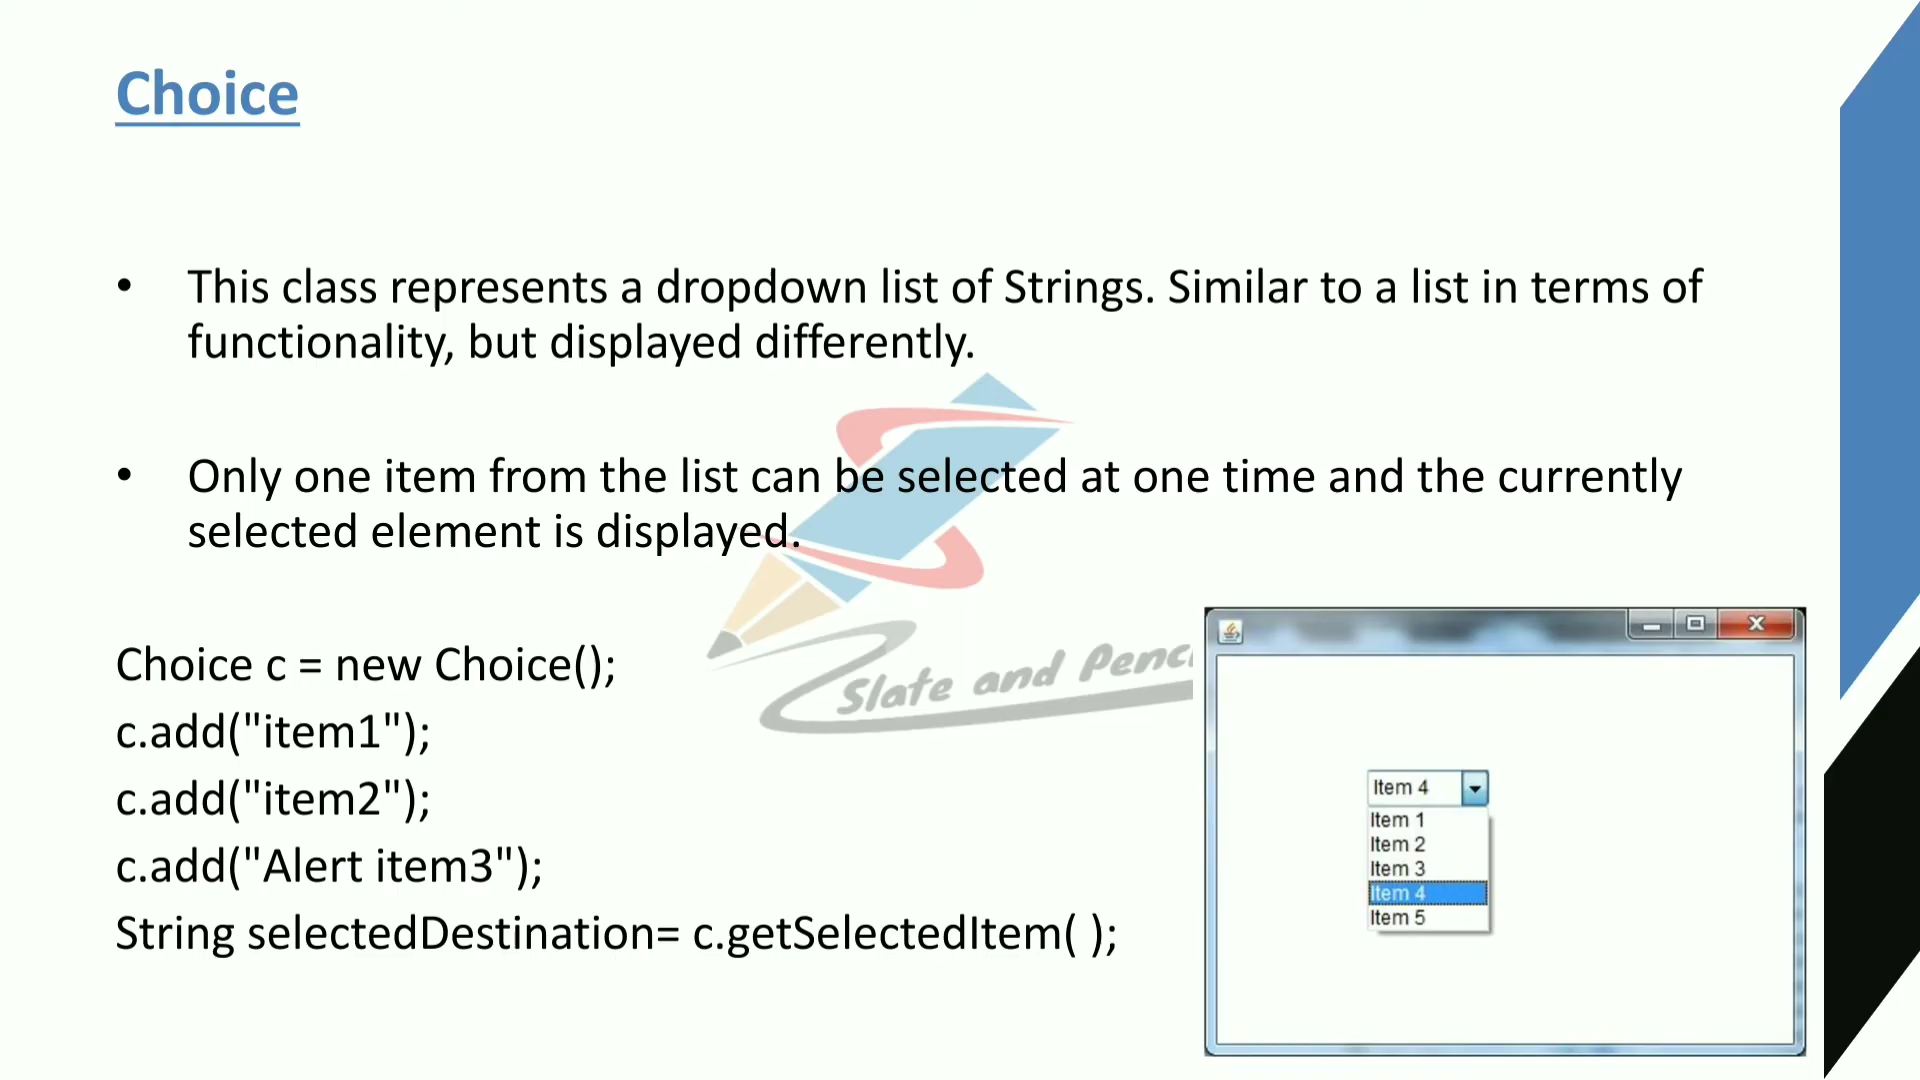 Choice
• This class represents a dropdown list of Strings. Similar to a list in terms of
functionality, but displayed differently.
• Only one item from the list can be selected at one time and the currently
selected element is displayed.
Choice c = new Choice();
c.add("item1");
c.add("item2");
c.add("Alert item3");
String selectedDestination= c.getSelectedItem( );
Slate and Penc
Item 4
Item 1
Item 2
Item 3
Item 4
Item 5